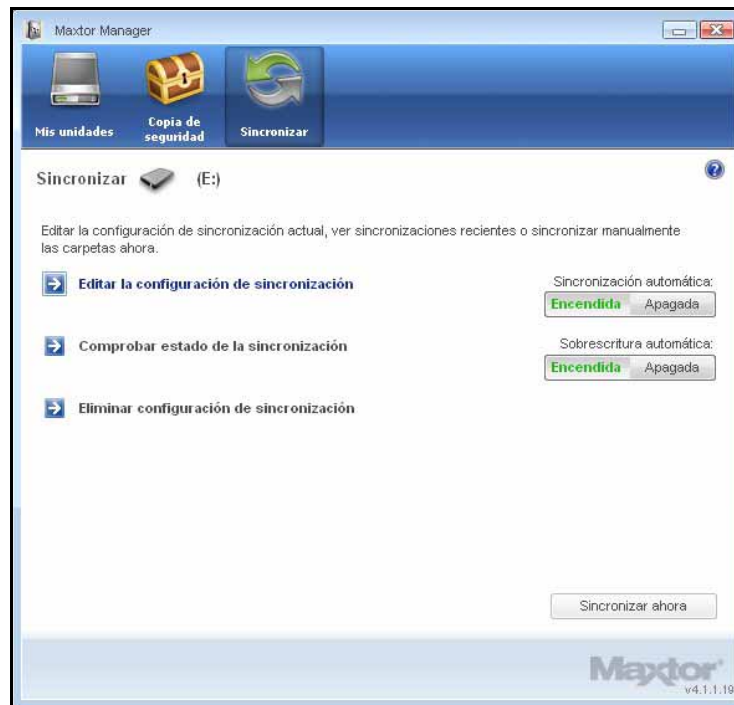 Maxtor Manager
Mis unidades
Copia de
seguridad
Sincronizar
Sincronizar (E:)
?
Editar la configuración de sincronización actual, ver sincronizaciones recientes o sincronizar manualmente
las carpetas ahora.
Editar la configuración de sincronización
Sincronización automática:
Encendida Apagada
Comprobar estado de la sincronización
Sobrescritura automática:
Encendida Apagada
Eliminar configuración de sincronización
Sincronizar ahora
Maxtor
v4.1.1.19